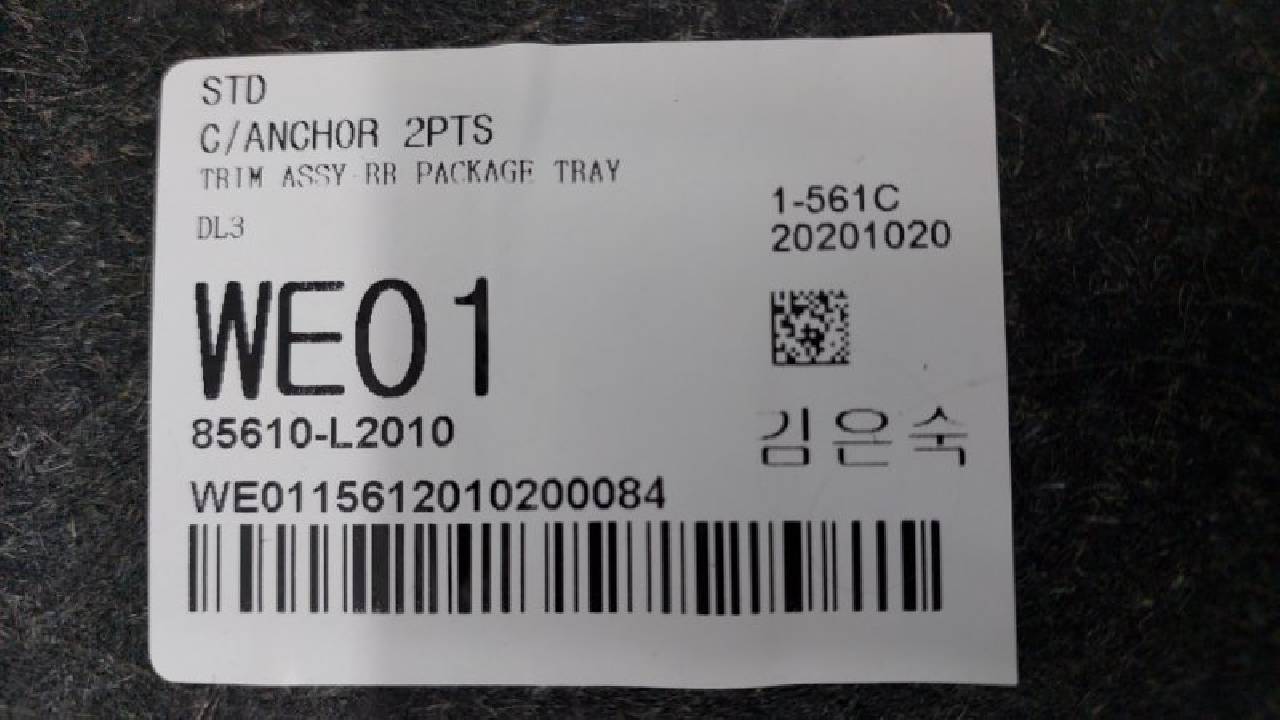 STD
C/ANCHOR 2PTS
TRIM ASSY-RR PACKAGE TRAY
DL3
1-561C
20201020
WE01
85610-L2010
김은숙
WE0115612010200084